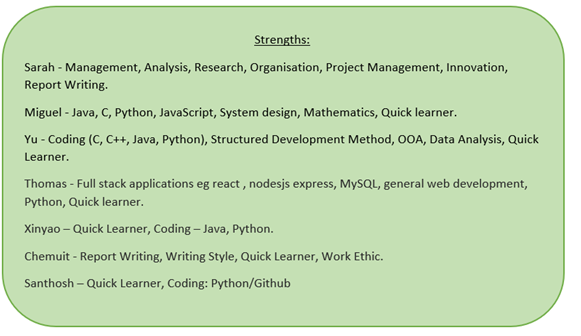 Strengths:
Sarah - Management, Analysis, Research, Organisation, Project Management, Innovation,
Report Writing.
Miguel - Java, C, Python, JavaScript, System design, Mathematics, Quick learner.
Yu - Coding (C, C++, Java, Python), Structured Development Method, OOA, Data Analysis, Quick
Learner.
Thomas - Full stack applications eg react , nodesjs express, MySQL, general web development,
Python, Quick learner.
Xinyao – Quick Learner, Coding – Java, Python.
Chemuit - Report Writing, Writing Style, Quick Learner, Work Ethic.
Santhosh – Quick Learner, Coding: Python/Github